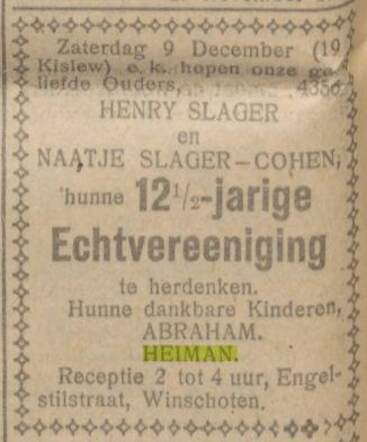 Zaterdag 9 December (19
Kislew) e.k. hopen onze ge-
liefde Ouders, 4356
HENRY SLAGER
en
NAATJE SLAGER–COHEN,
hunne 12½-jarige
Echtvereeniging
te herdenken.
Hunne dankbare Kinderen,
ABRAHAM.
HEIMAN.
Receptie 2 tot 4 uur, Engel-
stilstraat, Winschoten.